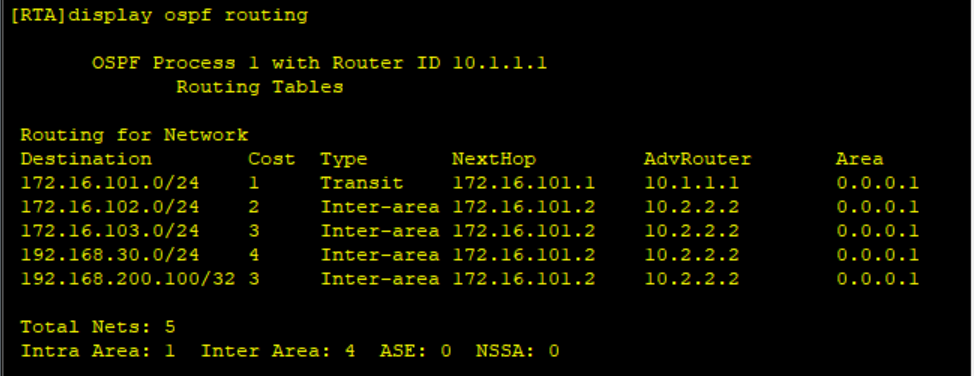 [RTA]display ospf routing
OSPF Process 1 with Router ID 10.1.1.1
Routing Tables
Routing for Network
Destination Cost Type NextHop AdvRouter Area
172.16.101.0/24 1 Transit 172.16.101.1 10.1.1.1 0.0.0.1
172.16.102.0/24 2 Inter-area 172.16.101.2 10.2.2.2 0.0.0.1
172.16.103.0/24 3 Inter-area 172.16.101.2 10.2.2.2 0.0.0.1
192.168.30.0/24 4 Inter-area 172.16.101.2 10.2.2.2 0.0.0.1
192.168.200.100/32 3 Inter-area 172.16.101.2 10.2.2.2 0.0.0.1
Total Nets: 5
Intra Area: 1 Inter Area: 4 ASE: 0 NSSA: 0